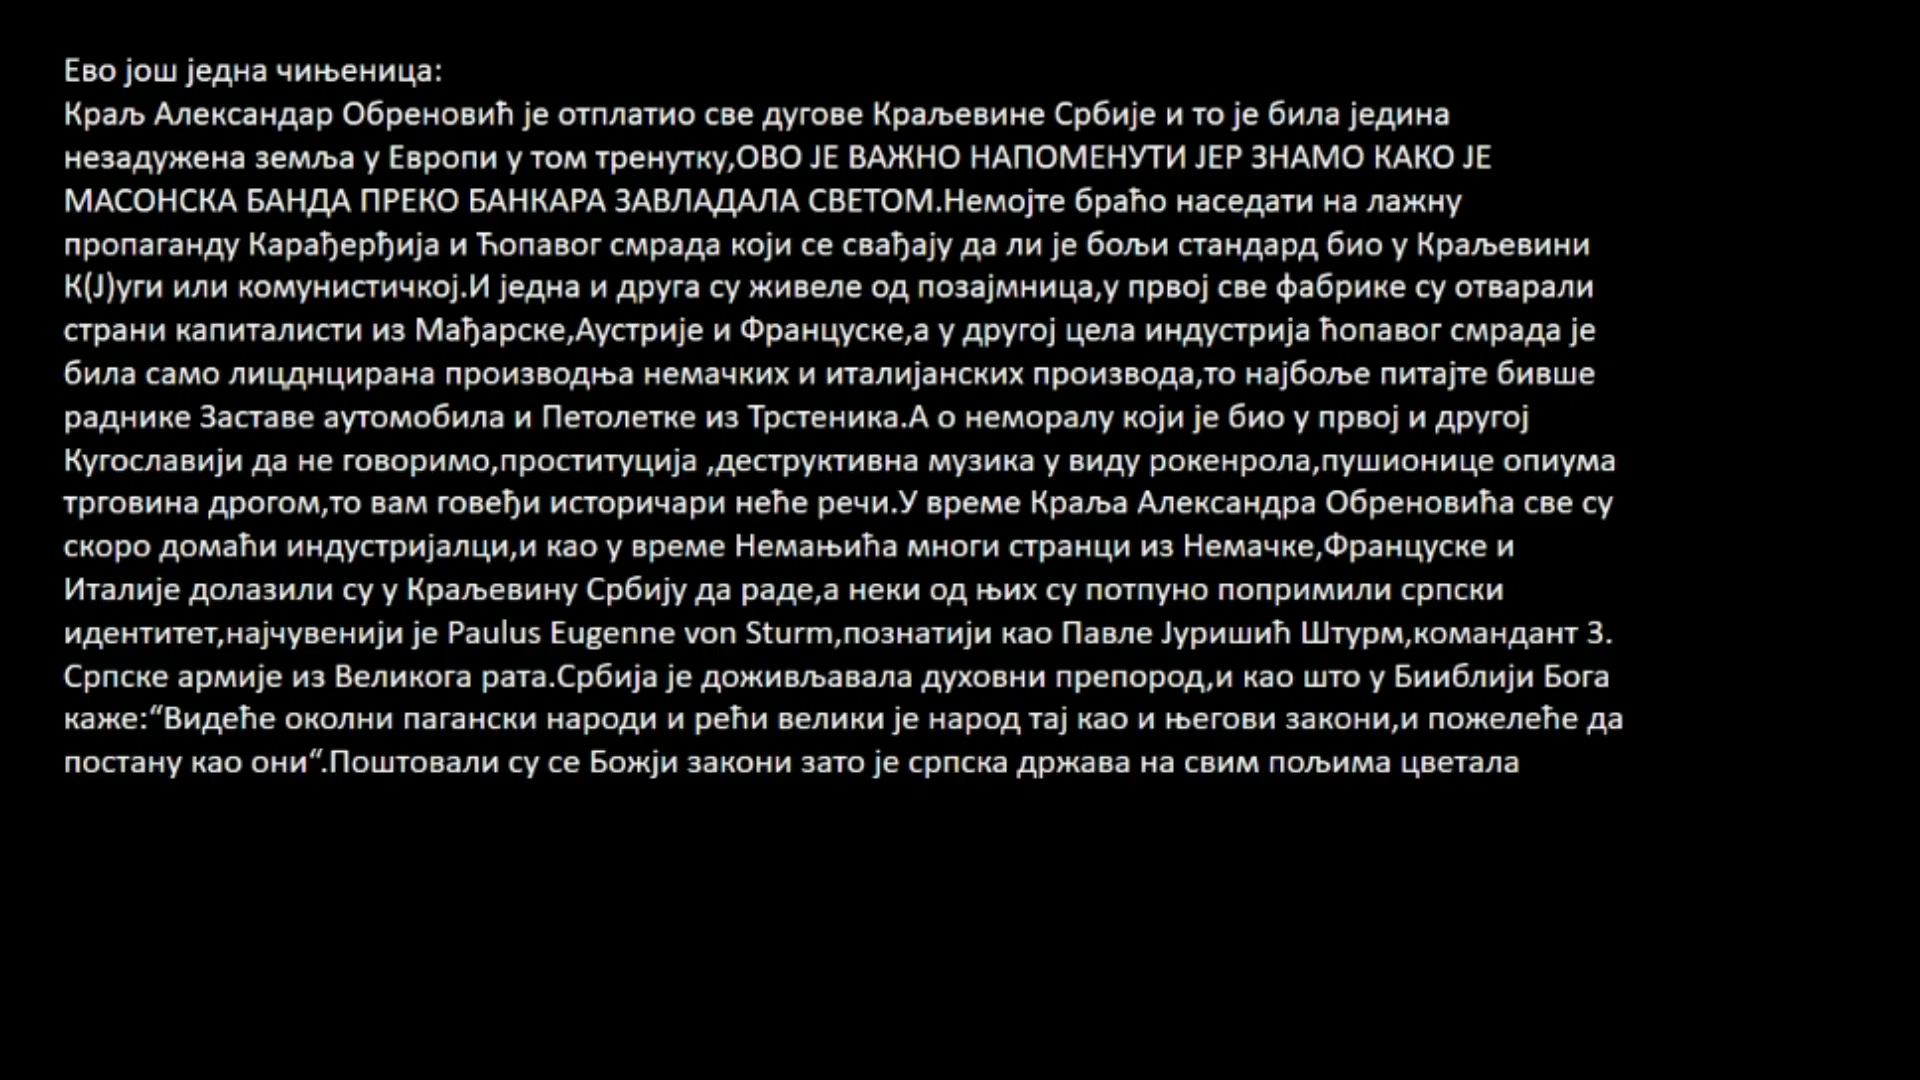 Ево још једна чињеница:
Краљ Александар Обреновић је отплатио све дугове Краљевине Србије и то је била једина
незадужена земља у Европи у том тренутку,ОВО ЈЕ ВАЖНО НАПОМЕНУТИ ЈЕР ЗНАМО КАКО ЈЕ
МАСОНСКА БАНДА ПРЕКО БАНКАРА ЗАВЛАДАЛА СВЕТОМ.Немојте браћо наседати на лажну
пропаганду Карађерђија и Ћопавог смрада који се свађају да ли је бољи стандард био у Краљевини
К(Ј)уги или комунистичкој.И једна и друга су живеле од позајмница,у првој све фабрике су отварали
страни капиталисти из Мађарске,Аустрије и Француске,а у другој цела индустрија ћопавог смрада је
била само лицднцирана производња немачких и италијанских производа,то најбоље питајте бивше
раднике Заставе аутомобила и Петолетке из Трстеника.А о неморалу који је био у првој и другој
Кугославији да не говоримо,проституција ,деструктивна музика у виду рокенрола,пушионице опиума
трговина дрогом,то вам говеђи историчари неће речи.У време Краља Александра Обреновића све су
скоро домаћи индустријалци,и као у време Немањића многи странци из Немачке,Француске и
Италије долазили су у Краљевину Србију да раде,а неки од њих су потпуно попримили српски
идентитет,најчувенији је Paulus Eugenne von Sturm,познатији као Павле Јуришић Штурм,командант 3.
Српске армије из Великога рата.Србија је доживљавала духовни препород,и као што у Бииблији Бога
каже:“Видеће околни пагански народи и рећи велики је народ тај као и његови закони,и пожелеће да
постану као они“.Поштовали су се Божји закони зато је српска држава на свим пољима цветала